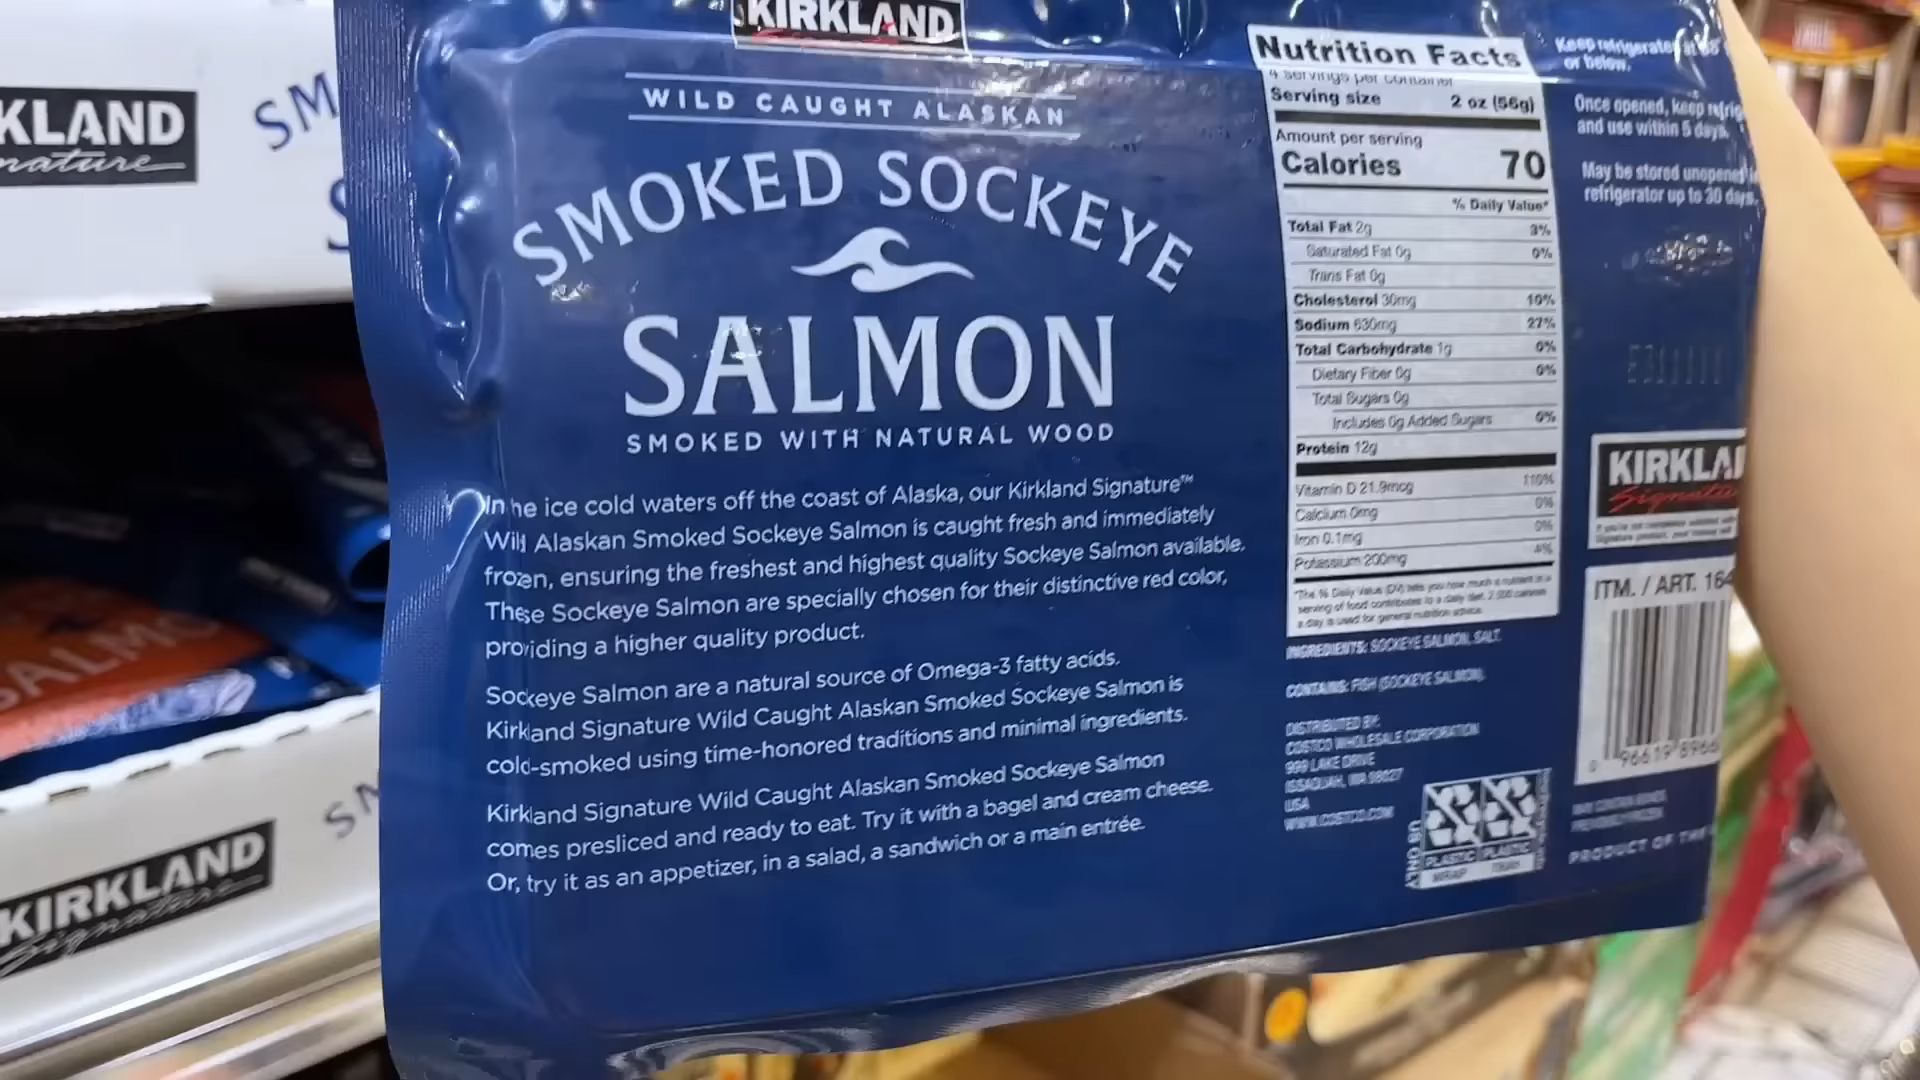 KIRKLAND
WILD CAUGHT ALASKAN
SMOKED SOCKEYE
SALMON
SMOKED WITH NATURAL WOOD
In he ice cold waters off the coast of Alaska, our Kirkland Signature™
Wild Alaskan Smoked Sockeye Salmon is caught fresh and immediately
frozen, ensuring the freshest and highest quality Sockeye Salmon available.
These Sockeye Salmon are specially chosen for their distinctive red color,
providing a higher quality product.
Sockeye Salmon are a natural source of Omega-3 fatty acids.
Kirkland Signature Wild Caught Alaskan Smoked Sockeye Salmon is
cold-smoked using time-honored traditions and minimal ingredients.
Kirkland Signature Wild Caught Alaskan Smoked Sockeye Salmon
comes presliced and ready to eat. Try it with a bagel and cream cheese.
Or, try it as an appetizer, in a salad, a sandwich or a main entrée.
Nutrition Facts
4 servings per container
Serving size 2 oz (56g)
Amount per serving
Calories 70
% Daily Value*
Total Fat 2g 3%
Saturated Fat 0g 0%
Trans Fat 0g
Cholesterol 30mg 10%
Sodium 630mg 27%
Total Carbohydrate 1g 0%
Dietary Fiber 0g 0%
Total Sugars 0g
Includes 0g Added Sugars 0%
Protein 12g
Vitamin D 21.9mcg 110%
Calcium 0mg 0%
Iron 0.1mg 0%
Potassium 200mg 4%
*The % Daily Value (DV) tells you how much a nutrient in a
serving of food contributes to a daily diet. 2,000 calories
a day is used for general nutrition advice.
INGREDIENTS: SOCKEYE SALMON, SALT.
CONTAINS: FISH (SOCKEYE SALMON).
DISTRIBUTED BY:
COSTCO WHOLESALE CORPORATION
999 LAKE DRIVE
ISSAQUAH, WA 98027
USA
WWW.COSTCO.COM
PLASTIC PLASTIC
WRAP TRAY
Keep refrigerated at 38°
or below.
Once opened, keep refrig
and use within 5 days.
May be stored unopened in
refrigerator up to 30 days.
KIRKLA
Signatu
ITM. / ART. 164
0 96619 8966
PRODUCT OF THE
KLAND
nature
SM
S
SALMO
SM
KIRKLAND
Signature